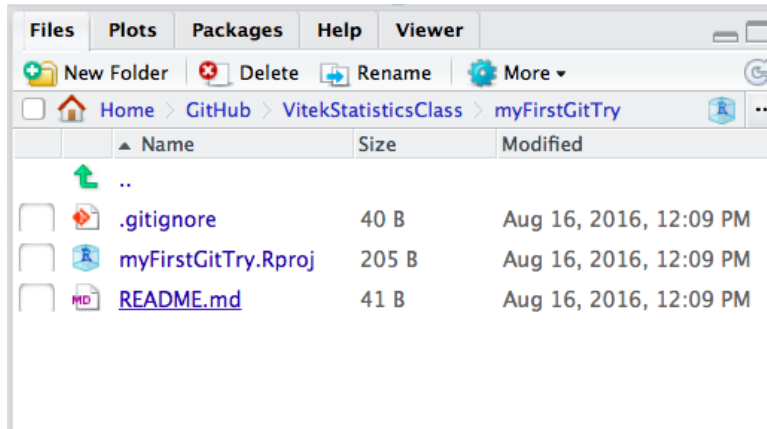 Files Plots Packages Help Viewer
New Folder Delete Rename More
Home GitHub VitekStatisticsClass myFirstGitTry R ..
Name Size Modified
..
.gitignore 40 B Aug 16, 2016, 12:09 PM
R myFirstGitTry.Rproj 205 B Aug 16, 2016, 12:09 PM
MD README.md 41 B Aug 16, 2016, 12:09 PM